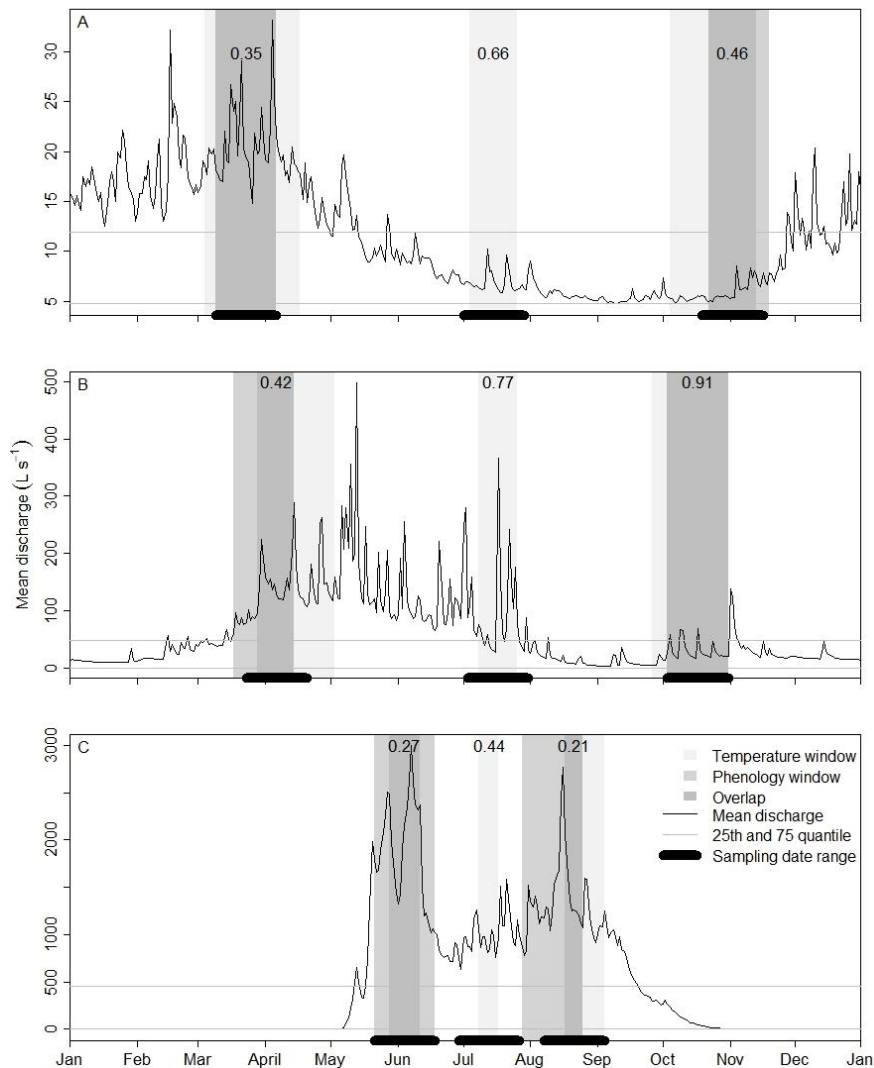 A
0.35
0.66
0.46
30
25
20
15
10
5
B
0.42
0.77
0.91
500
400
300
200
100
0
Mean discharge (L s⁻¹)
C
0.27
0.44
0.21
3000
2000
1000
500
0
Temperature window
Phenology window
Overlap
Mean discharge
25th and 75 quantile
Sampling date range
Jan Feb Mar April Jun Jul Aug Sep Oct Nov Dec Jan